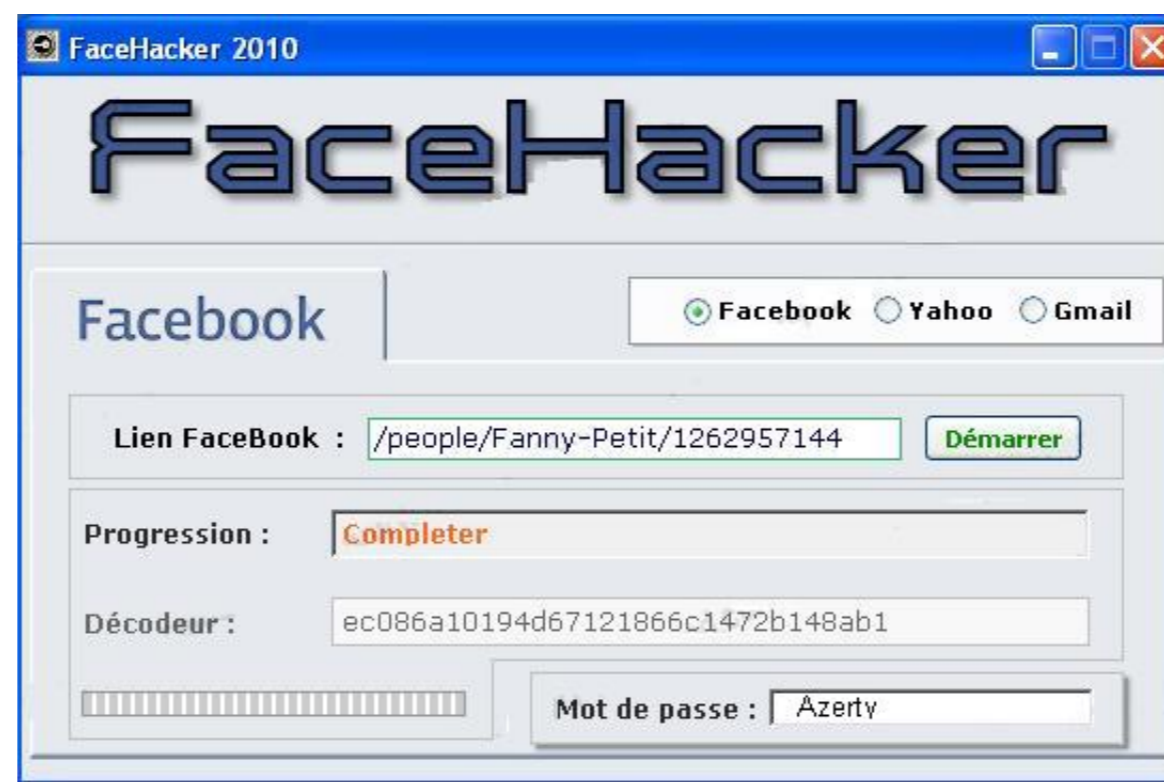 FaceHacker 2010
FaceHacker
Facebook
Facebook Yahoo Gmail
Lien FaceBook : /people/Fanny-Petit/1262957144 Démarrer
Progression : Completer
Décodeur : ec086a10194d67121866c1472b148ab1
Mot de passe : Azerty